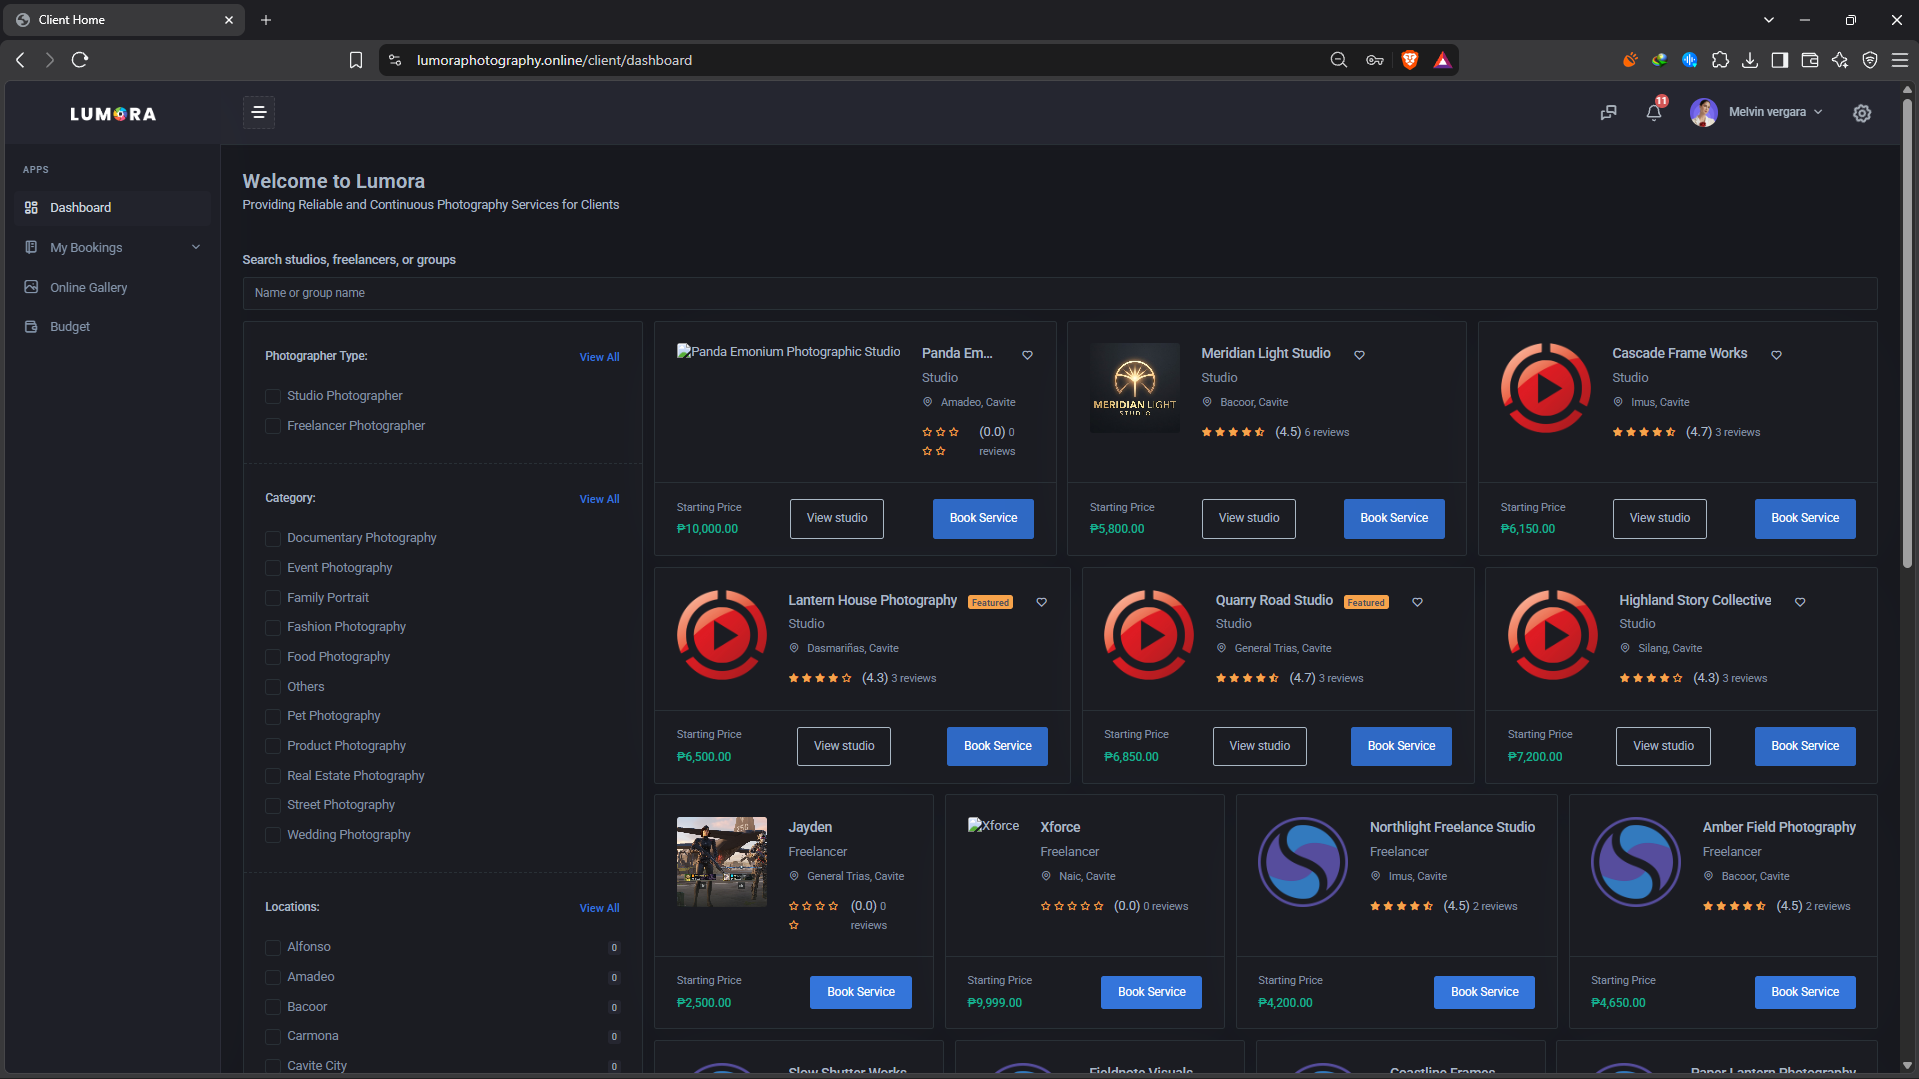 Client Home
lumoraphotography.online/client/dashboard
LUMORA
11
Melvin vergara
APPS
Dashboard
My Bookings
Online Gallery
Budget
Welcome to Lumora
Providing Reliable and Continuous Photography Services for Clients
Search studios, freelancers, or groups
Name or group name
Photographer Type:
View All
Studio Photographer
Freelancer Photographer
Category:
View All
Documentary Photography
Event Photography
Family Portrait
Fashion Photography
Food Photography
Others
Pet Photography
Product Photography
Real Estate Photography
Street Photography
Wedding Photography
Locations:
View All
Alfonso 0
Amadeo 0
Bacoor 0
Carmona 0
Cavite City 0
Panda Emonium Photographic Studio
Panda Em...
Studio
Amadeo, Cavite
(0.0) 0
reviews
Starting Price
₱10,000.00
View studio
Book Service
MERIDIAN LIGHT
STUDIO
Meridian Light Studio
Studio
Bacoor, Cavite
(4.5) 6 reviews
Starting Price
₱5,800.00
View studio
Book Service
Cascade Frame Works
Studio
Imus, Cavite
(4.7) 3 reviews
Starting Price
₱6,150.00
View studio
Book Service
Lantern House Photography
Featured
Studio
Dasmariñas, Cavite
(4.3) 3 reviews
Starting Price
₱6,500.00
View studio
Book Service
Quarry Road Studio
Featured
Studio
General Trias, Cavite
(4.7) 3 reviews
Starting Price
₱6,850.00
View studio
Book Service
Highland Story Collective
Studio
Silang, Cavite
(4.3) 3 reviews
Starting Price
₱7,200.00
View studio
Book Service
Jayden
Freelancer
General Trias, Cavite
(0.0) 0
reviews
Starting Price
₱2,500.00
Book Service
Xforce
Xforce
Freelancer
Naic, Cavite
(0.0) 0 reviews
Starting Price
₱9,999.00
Book Service
Northlight Freelance Studio
Freelancer
Imus, Cavite
(4.5) 2 reviews
Starting Price
₱4,200.00
Book Service
Amber Field Photography
Freelancer
Bacoor, Cavite
(4.5) 2 reviews
Starting Price
₱4,650.00
Book Service
Slow Shutter Works
Fieldnote Visuals
Coastline Frames
Paper Lantern Photography